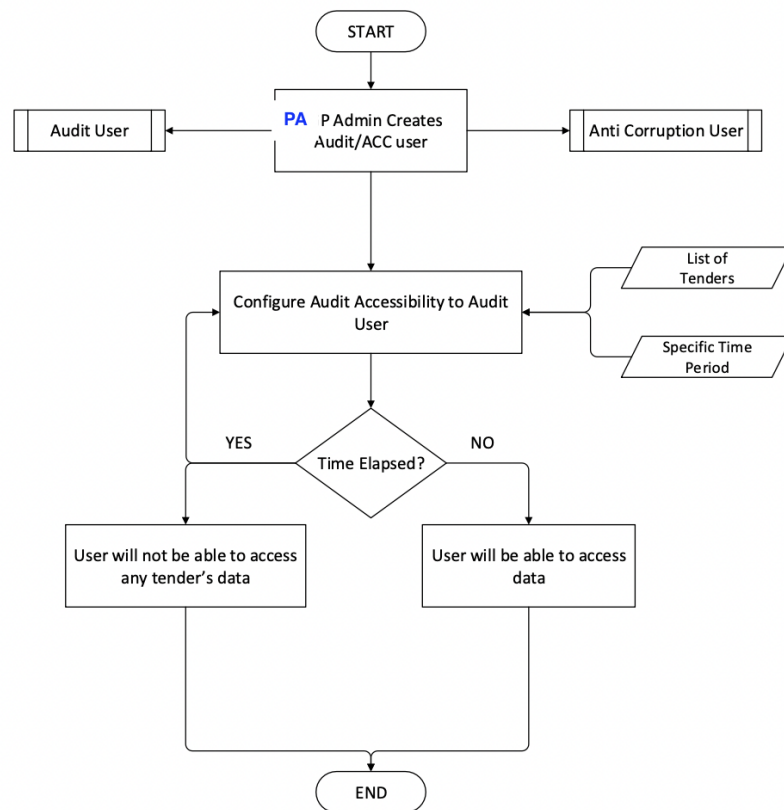 START
PA P Admin Creates
Audit/ACC user
Audit User
Anti Corruption User
List of
Tenders
Configure Audit Accessibility to Audit
User
Specific Time
Period
YES
NO
Time Elapsed?
User will not be able to access
any tender's data
User will be able to access
data
END